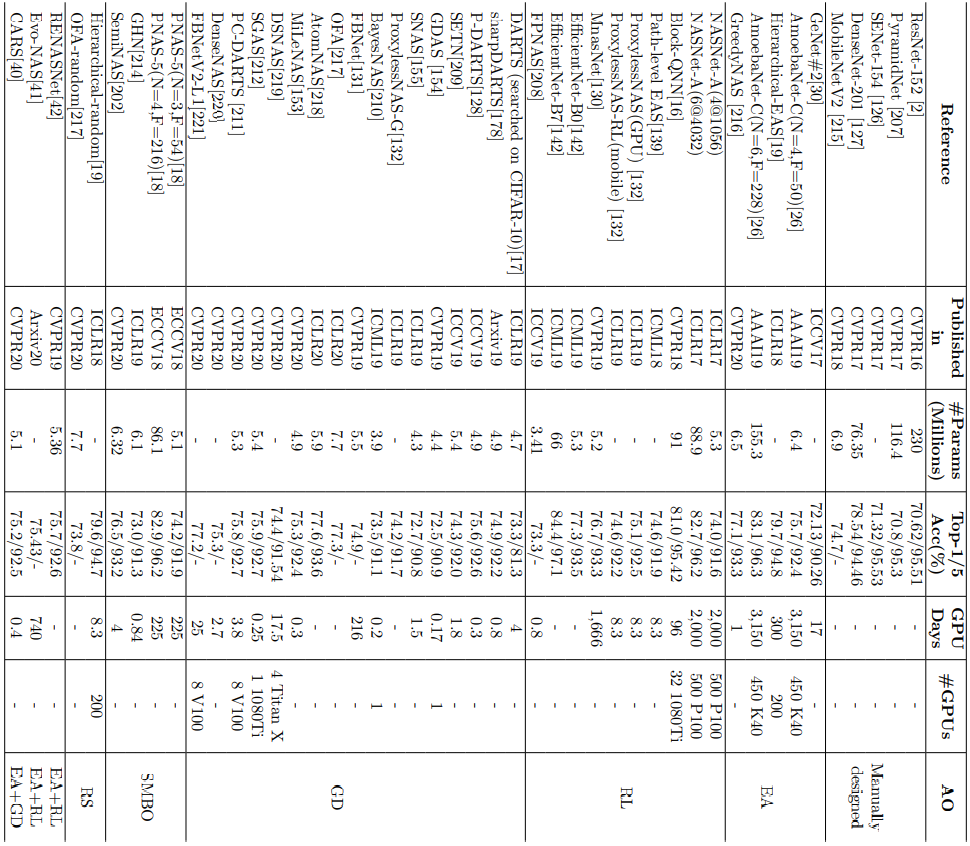 Reference Published in #Params (Millions) Top-1/5 Acc(%) GPU Days #GPUs AO
ResNet-152 [2] CVPR16 230 70.62/95.51 - -
PyramidNet [207] CVPR17 116.4 70.8/95.3 - -
SENet-154 [126] CVPR17 - 71.32/95.53 - - Manually designed
DenseNet-201 [127] CVPR17 76.35 78.54/94.46 - -
MobileNetV2 [215] CVPR18 6.9 74.7/- - -
GeNet#2[30] ICCV17 - 72.13/90.26 17 -
AmoebaNet-C(N=4,F=50)[26] AAAI19 6.4 75.7/92.4 3,150 450 K40
Hierarchical-EAS[19] ICLR18 - 79.7/94.8 300 200 EA
AmoebaNet-C(N=6,F=228)[26] AAAI19 155.3 83.1/96.3 3,150 450 K40
GreedyNAS [216] CVPR20 6.5 77.1/93.3 1 -
NASNet-A(4@1056) ICLR17 5.3 74.0/91.6 2,000 500 P100
NASNet-A(6@4032) ICLR17 88.9 82.7/96.2 2,000 500 P100
Block-QNN[16] CVPR18 91 81.0/95.42 96 32 1080Ti
Path-level EAS[139] ICML18 - 74.6/91.9 8.3 -
ProxylessNAS(GPU) [132] ICLR19 - 75.1/92.5 8.3 - RL
ProxylessNAS-RL(mobile) [132] ICLR19 - 74.6/92.2 8.3 -
MnasNet[130] CVPR19 5.2 76.7/93.3 1,666 -
EfficientNet-B0[142] ICML19 5.3 77.3/93.5 - -
EfficientNet-B7[142] ICML19 66 84.4/97.1 - -
FPNAS[208] ICCV19 3.41 73.3/- 0.8 -
DARTS (searched on CIFAR-10)[17] ICLR19 4.7 73.3/81.3 4 -
sharpDARTS[178] Arxiv19 4.9 74.9/92.2 0.8 -
P-DARTS[128] ICCV19 4.9 75.6/92.6 0.3 -
SETN[209] ICCV19 5.4 74.3/92.0 1.8 -
GDAS [154] CVPR19 4.4 72.5/90.9 0.17 1
SNAS[155] ICLR19 4.3 72.7/90.8 1.5 -
ProxylessNAS-G[132] ICLR19 - 74.2/91.7 - -
BayesNAS[210] ICML19 3.9 73.5/91.1 0.2 1
FBNet[131] CVPR19 5.5 74.9/- 216 - GD
OFA[217] ICLR20 7.7 77.3/- - -
AtomNAS[218] ICLR20 5.9 77.6/93.6 - -
MiLeNAS[153] CVPR20 4.9 75.3/92.4 0.3 -
DSNAS[219] CVPR20 - 74.4/91.54 17.5 4 Titan X
SGAS[212] CVPR20 5.4 75.9/92.7 0.25 1 1080Ti
PC-DARTS [211] CVPR20 5.3 75.8/92.7 3.8 8 V100
DenseNAS[220] CVPR20 - 75.3/- 2.7 -
FBNetV2-L1[221] CVPR20 - 77.2/- 25 8 V100
PNAS-5(N=3,F=54)[18] ECCV18 5.1 74.2/91.9 225 -
PNAS-5(N=4,F=216)[18] ECCV18 86.1 82.9/96.2 225 - SMBO
GHN[214] ICLR19 6.1 73.0/91.3 0.84 -
SemiNAS[202] CVPR20 6.32 76.5/93.2 4 -
Hierarchical-random[19] ICLR18 - 79.6/94.7 8.3 200 RS
OFA-random[217] CVPR20 7.7 73.8/- - -
RENASNet[42] CVPR19 5.36 75.7/92.6 - - EA+RL
Evo-NAS[41] Arxiv20 - 75.43/- 740 - EA+RL
CARS[40] CVPR20 5.1 75.2/92.5 0.4 - EA+GD